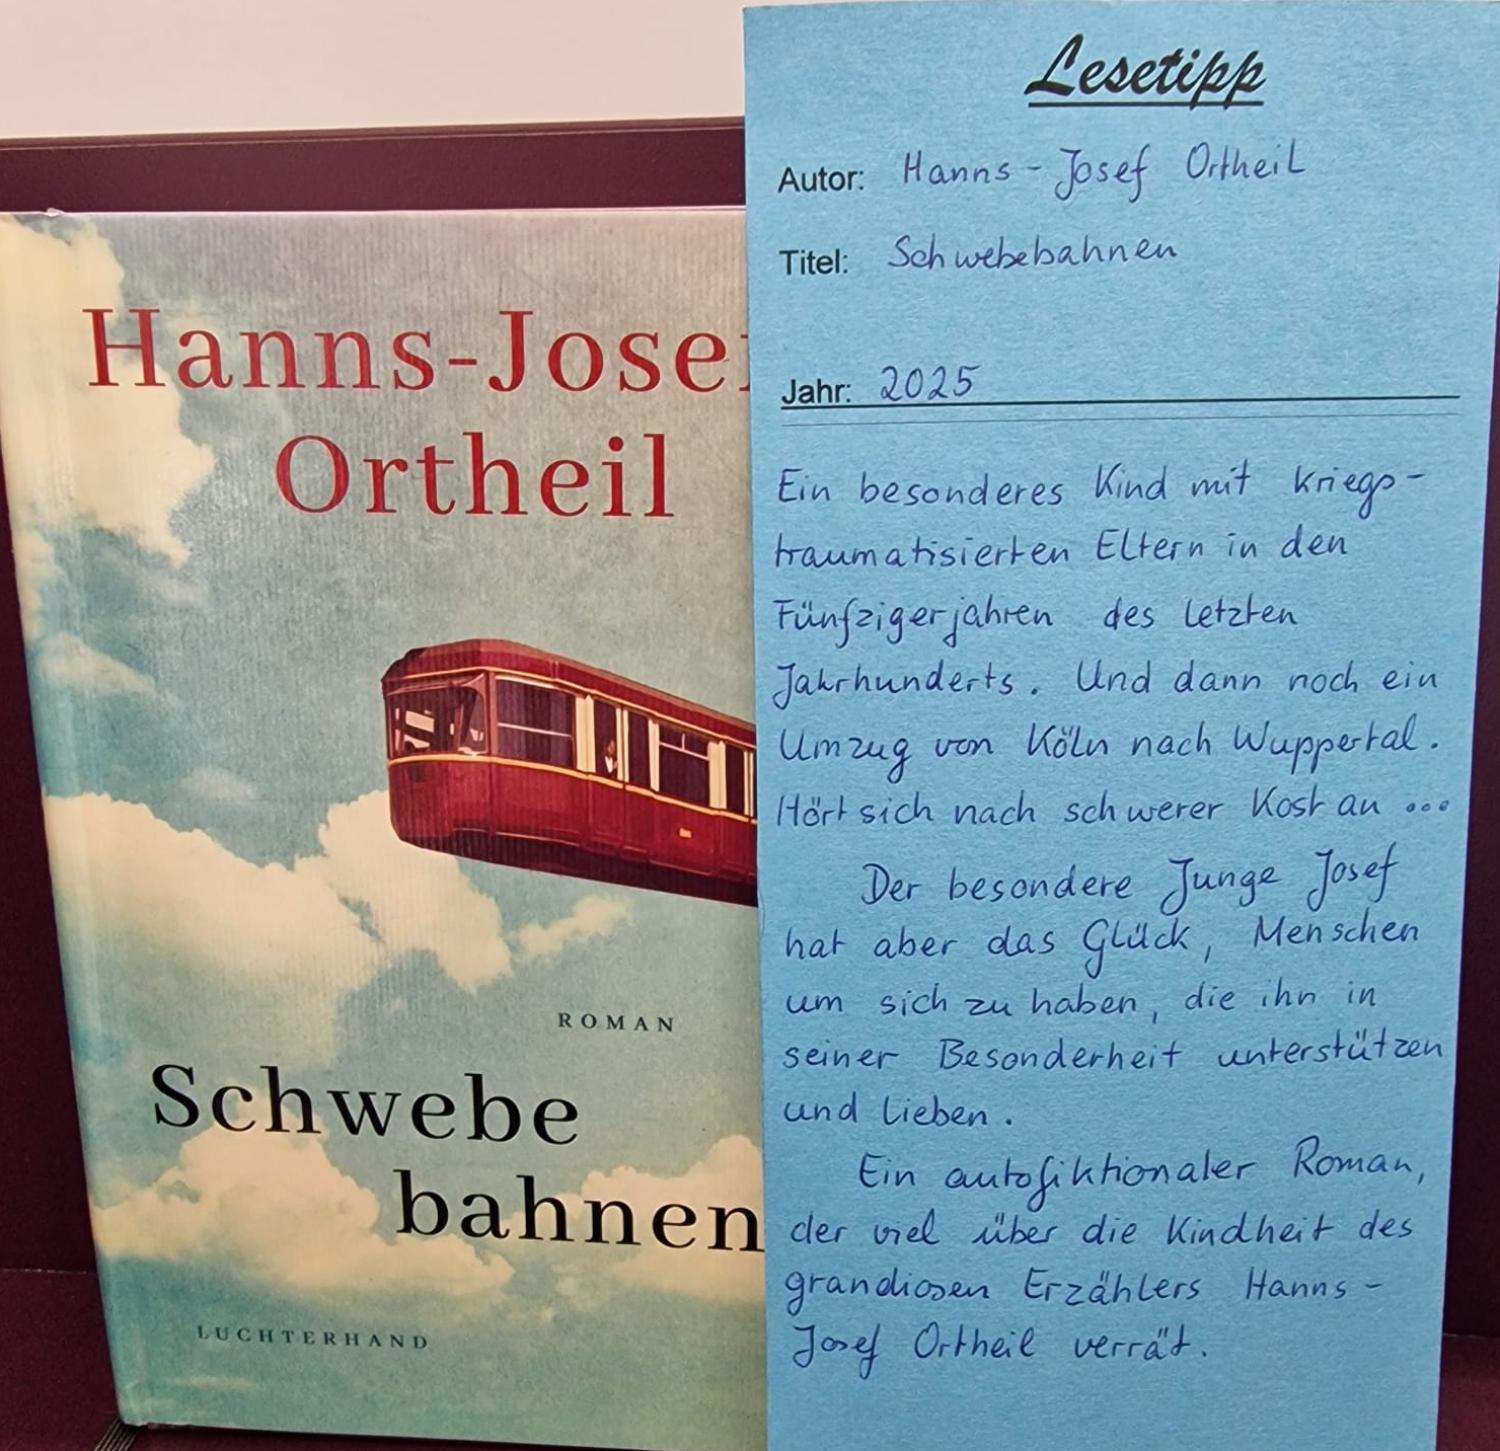 Hanns-Josef
Ortheil
ROMAN
Schwebe
bahnen
LUCHTERHAND
Lesetipp
Autor: Hanns-Josef Ortheil
Titel: Schwebebahnen
Jahr: 2025
Ein besonderes Kind mit kriegs-
traumatisierten Eltern in den
Fünfzigerjahren des letzten
Jahrhunderts. Und dann noch ein
Umzug von Köln nach Wuppertal.
Hört sich nach schwerer Kost an ...
Der besondere Junge Josef
hat aber das Glück, Menschen
um sich zu haben, die ihn in
seiner Besonderheit unterstützen
und lieben.
Ein autofiktionaler Roman,
der viel über die Kindheit des
grandiosen Erzählers Hanns-
Josef Ortheil verrät.